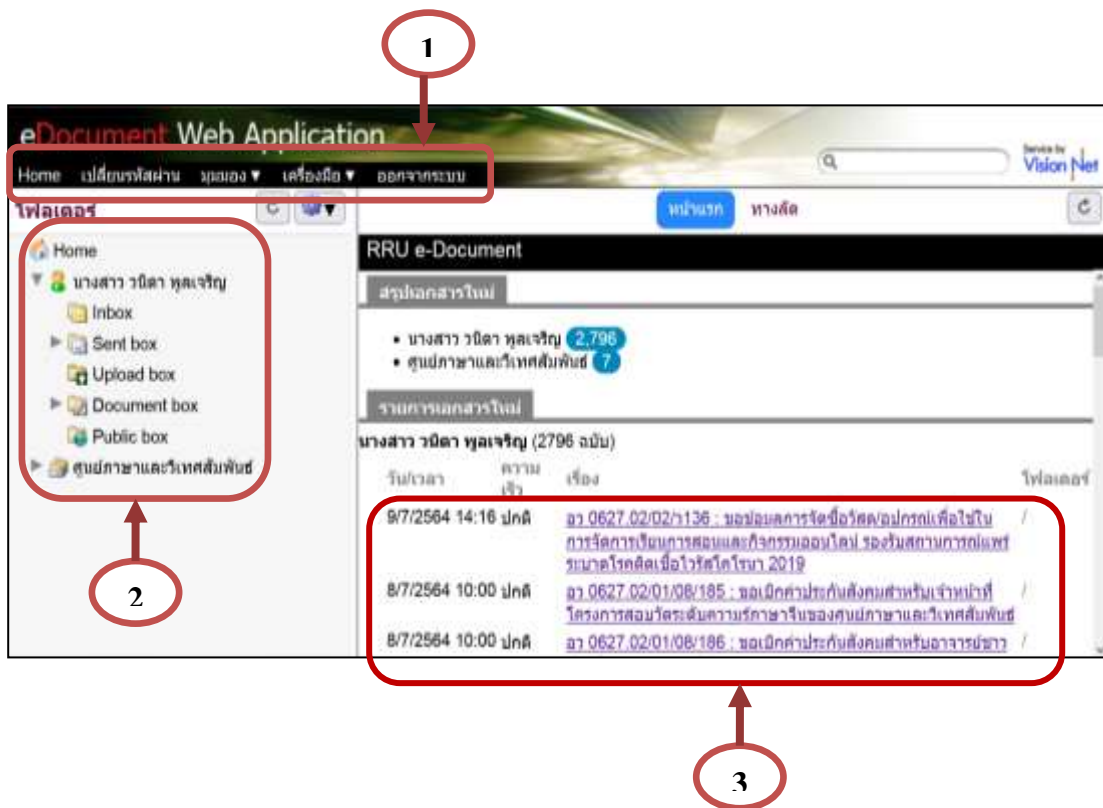 1
eDocument Web Application
Home เปลี่ยนรหัสผ่าน มุมมอง ▼ เครื่องมือ ▼ ออกจากระบบ
Service by
Vision Net
โฟลเดอร์
หน้าแรก ทางลัด
Home
นางสาว วนิดา พูลเจริญ
Inbox
Sent box
Upload box
Document box
Public box
ศูนย์ภาษาและวิเทศสัมพันธ์
2
RRU e-Document
สรุปเอกสารใหม่
• นางสาว วนิดา พูลเจริญ 2,796
• ศูนย์ภาษาและวิเทศสัมพันธ์ 7
รายการเอกสารใหม่
นางสาว วนิดา พูลเจริญ (2796 ฉบับ)
วัน/เวลา ความเร็ว เรื่อง โฟลเดอร์
9/7/2564 14:16 ปกติ อว 0627.02/02/ว136 : ขอข้อมูลการจัดซื้อวัสดุ/อุปกรณ์เพื่อใช้ใน /
การจัดการเรียนการสอนและกิจกรรมออนไลน์ รองรับสถานการณ์แพร่
ระบาดโรคติดเชื้อไวรัสโคโรนา 2019
8/7/2564 10:00 ปกติ อว 0627.02/01/08/185 : ขอเบิกค่าประกันสังคมสำหรับเจ้าหน้าที่ /
โครงการสอบวัดระดับความรู้ภาษาจีนของศูนย์ภาษาและวิเทศสัมพันธ์
8/7/2564 10:00 ปกติ อว 0627.02/01/08/186 : ขอเบิกค่าประกันสังคมสำหรับอาจารย์ชาว /
3